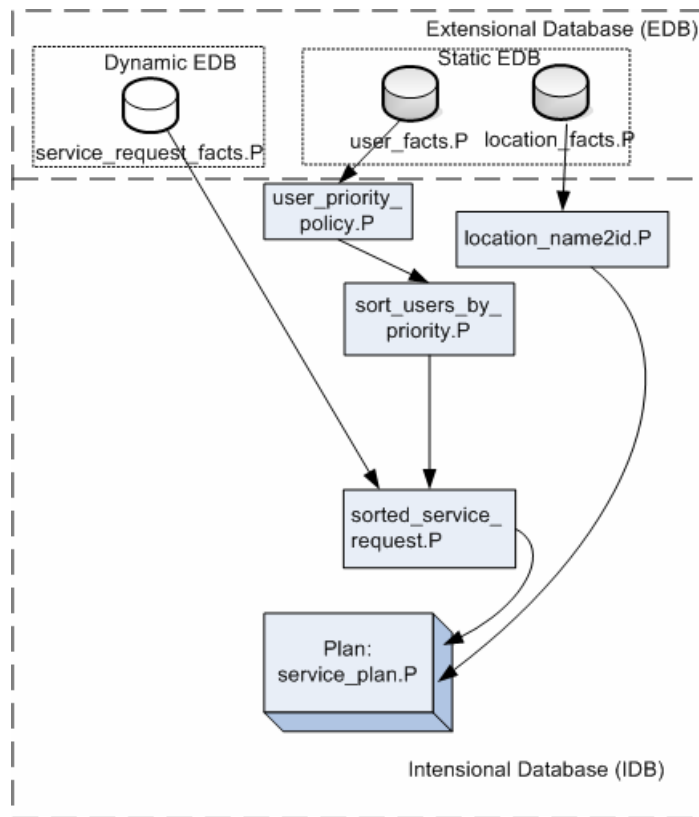 Extensional Database (EDB)
Dynamic EDB
Static EDB
service_request_facts.P
user_facts.P
location_facts.P
user_priority_
policy.P
location_name2id.P
sort_users_by_
priority.P
sorted_service_
request.P
Plan:
service_plan.P
Intensional Database (IDB)